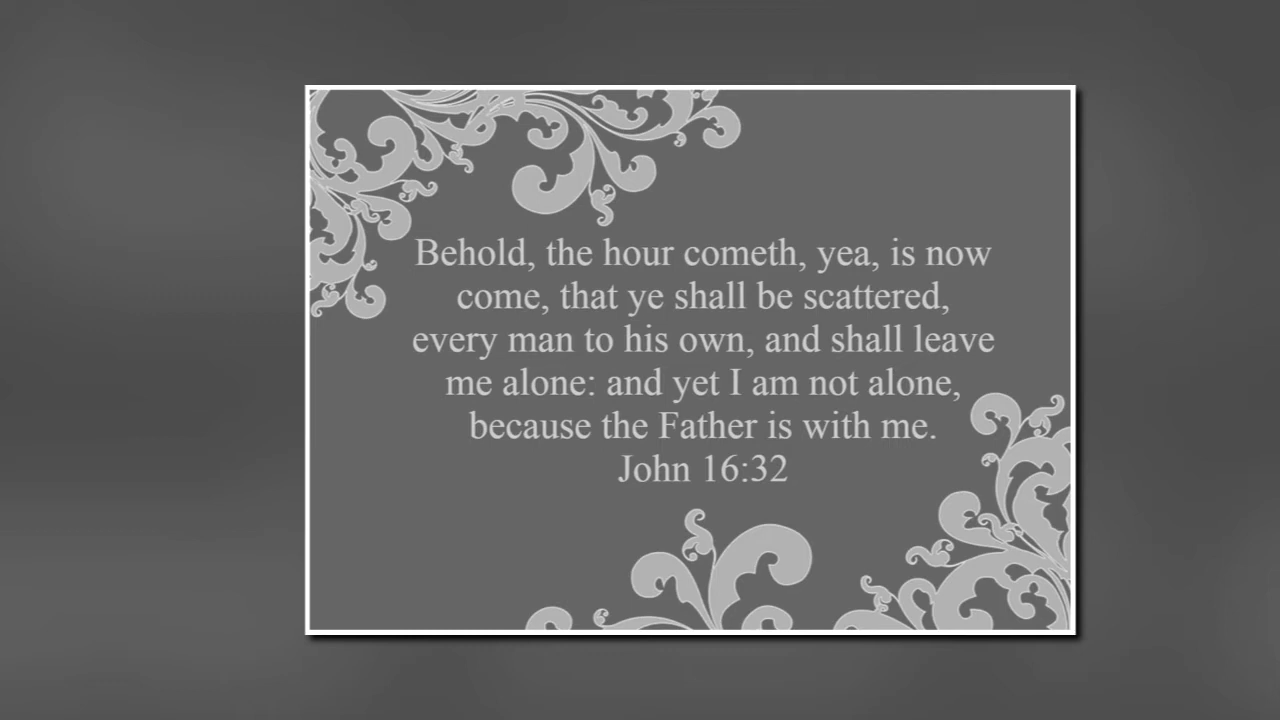 Behold, the hour cometh, yea, is now
come, that ye shall be scattered,
every man to his own, and shall leave
me alone: and yet I am not alone,
because the Father is with me.
John 16:32